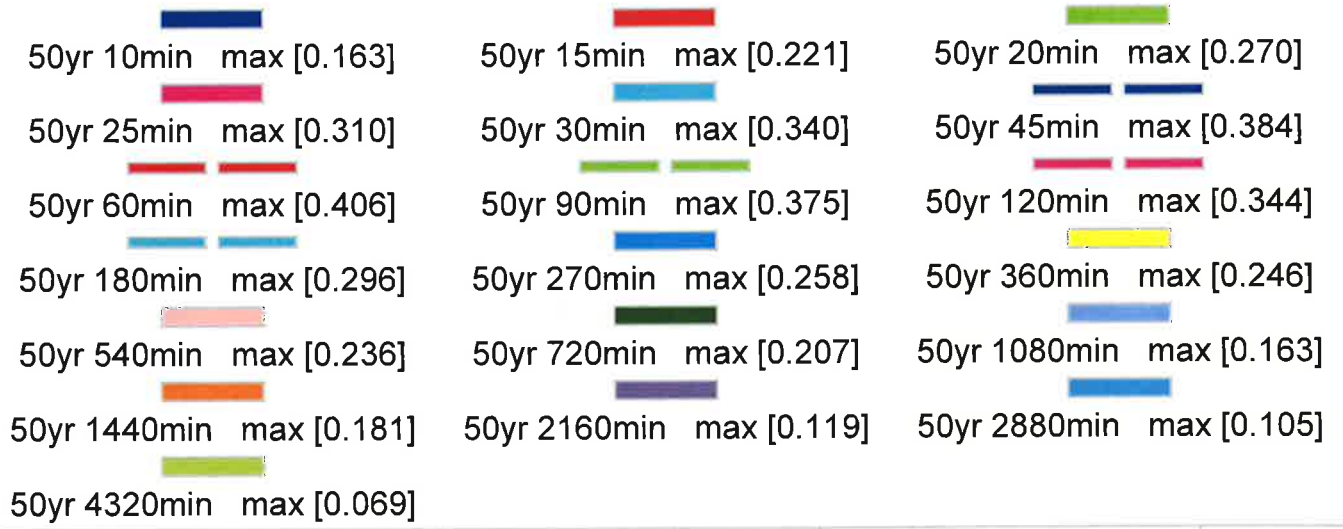 50yr 10min max [0.163] 50yr 15min max [0.221] 50yr 20min max [0.270]
50yr 25min max [0.310] 50yr 30min max [0.340] 50yr 45min max [0.384]
50yr 60min max [0.406] 50yr 90min max [0.375] 50yr 120min max [0.344]
50yr 180min max [0.296] 50yr 270min max [0.258] 50yr 360min max [0.246]
50yr 540min max [0.236] 50yr 720min max [0.207] 50yr 1080min max [0.163]
50yr 1440min max [0.181] 50yr 2160min max [0.119] 50yr 2880min max [0.105]
50yr 4320min max [0.069]